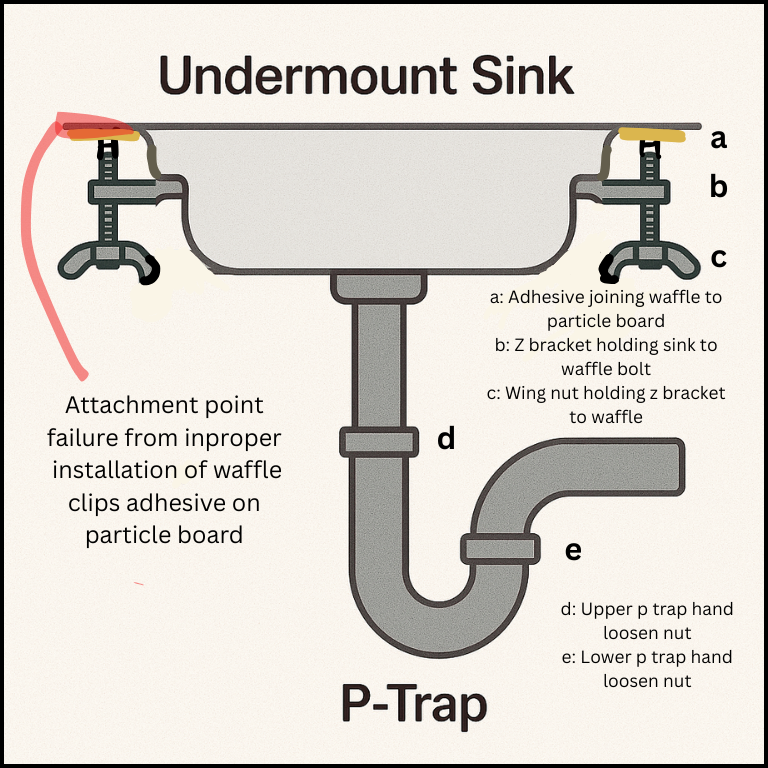 Undermount Sink
a
b
c
a: Adhesive joining waffle to
particle board
b: Z bracket holding sink to
waffle bolt
c: Wing nut holding z bracket
to waffle
Attachment point
failure from inproper
installation of waffle
clips adhesive on
particle board
d
e
d: Upper p trap hand
loosen nut
e: Lower p trap hand
loosen nut
P-Trap